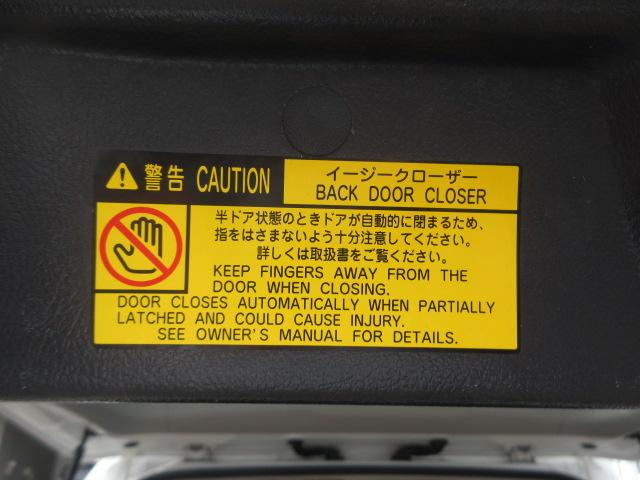 警告 CAUTION
イージークローザー
BACK DOOR CLOSER
半ドア状態のときドアが自動的に閉まるため、
指をはさまないよう十分注意してください。
詳しくは取扱書をご覧ください。
KEEP FINGERS AWAY FROM THE
DOOR WHEN CLOSING.
DOOR CLOSES AUTOMATICALLY WHEN PARTIALLY
LATCHED AND COULD CAUSE INJURY.
SEE OWNER'S MANUAL FOR DETAILS.